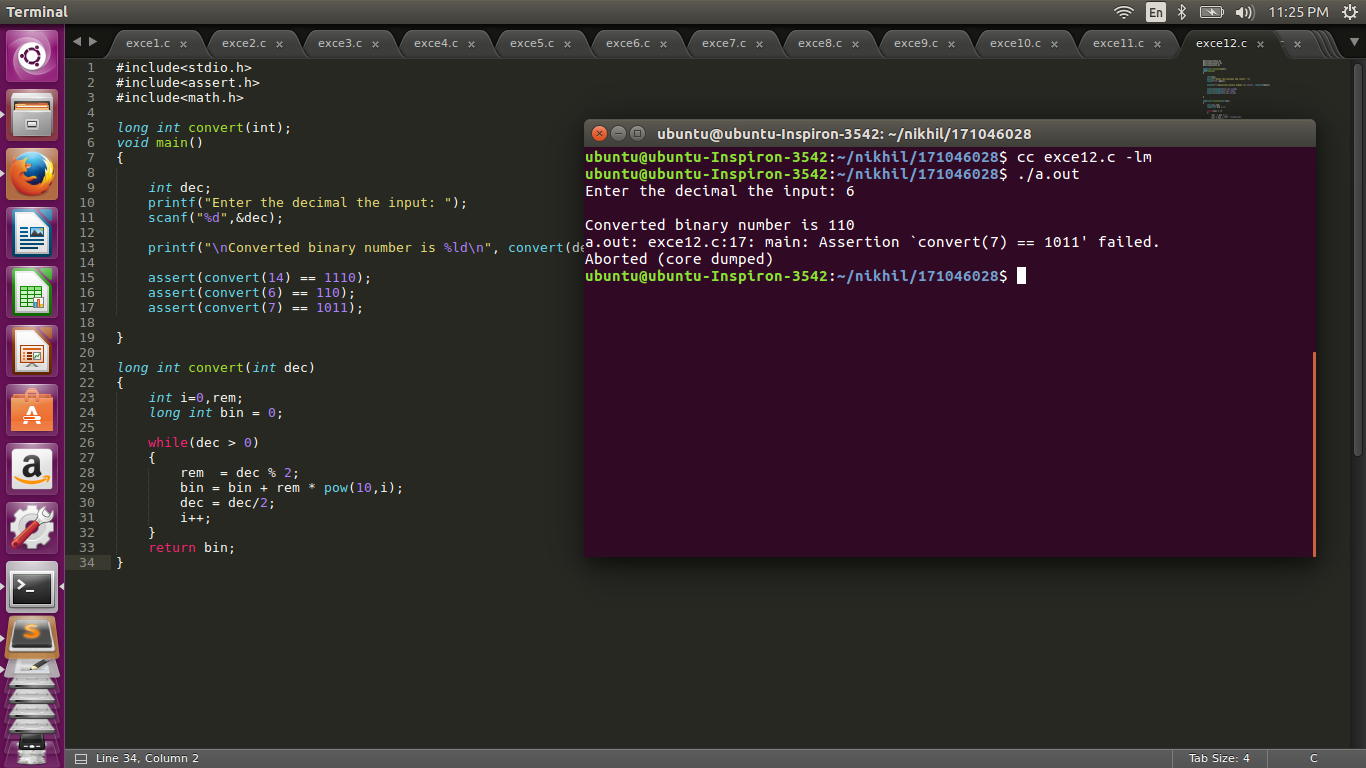 Terminal
En
11:25 PM
exce1.c ×
exce2.c ×
exce3.c ×
exce4.c ×
exce5.c ×
exce6.c ×
exce7.c ×
exce8.c ×
exce9.c ×
exce10.c ×
exce11.c ×
exce12.c ×
1 #include<stdio.h>
2 #include<assert.h>
3 #include<math.h>
4
5 long int convert(int);
6 void main()
7 {
8
9 int dec;
10 printf("Enter the decimal the input: ");
11 scanf("%d",&dec);
12
13 printf("\nConverted binary number is %ld\n", convert(de
14
15 assert(convert(14) == 1110);
16 assert(convert(6) == 110);
17 assert(convert(7) == 1011);
18
19 }
20
21 long int convert(int dec)
22 {
23 int i=0,rem;
24 long int bin = 0;
25
26 while(dec > 0)
27 {
28 rem  = dec % 2;
29 bin = bin + rem * pow(10,i);
30 dec = dec/2;
31 i++;
32 }
33 return bin;
34 }
ubuntu@ubuntu-Inspiron-3542: ~/nikhil/171046028
ubuntu@ubuntu-Inspiron-3542:~/nikhil/171046028$ cc exce12.c -lm
ubuntu@ubuntu-Inspiron-3542:~/nikhil/171046028$ ./a.out
Enter the decimal the input: 6
Converted binary number is 110
a.out: exce12.c:17: main: Assertion `convert(7) == 1011' failed.
Aborted (core dumped)
ubuntu@ubuntu-Inspiron-3542:~/nikhil/171046028$
Line 34, Column 2
Tab Size: 4
C